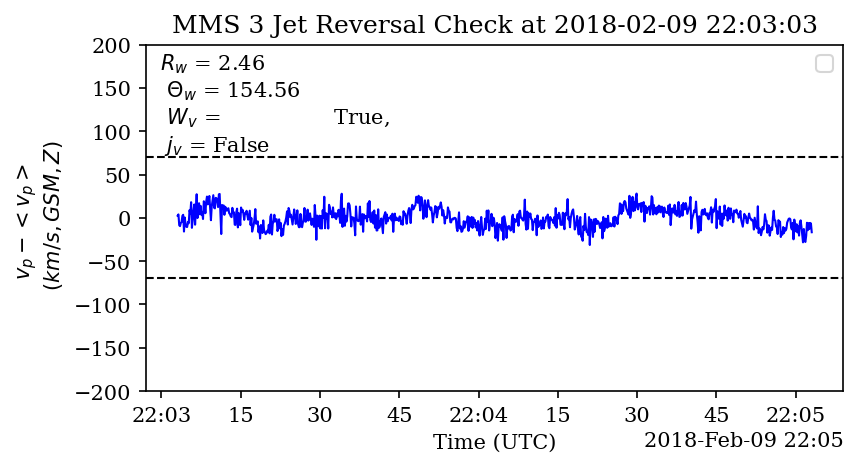 MMS 3 Jet Reversal Check at 2018-02-09 22:03:03
R_w = 2.46
Θ_w = 154.56
W_v = True,
j_v = False
v_p − < v_p >
(km/s, GSM, Z)
200
150
100
50
0
−50
−100
−150
−200
22:03 15 30 45 22:04 15 30 45 22:05
Time (UTC) 2018-Feb-09 22:05